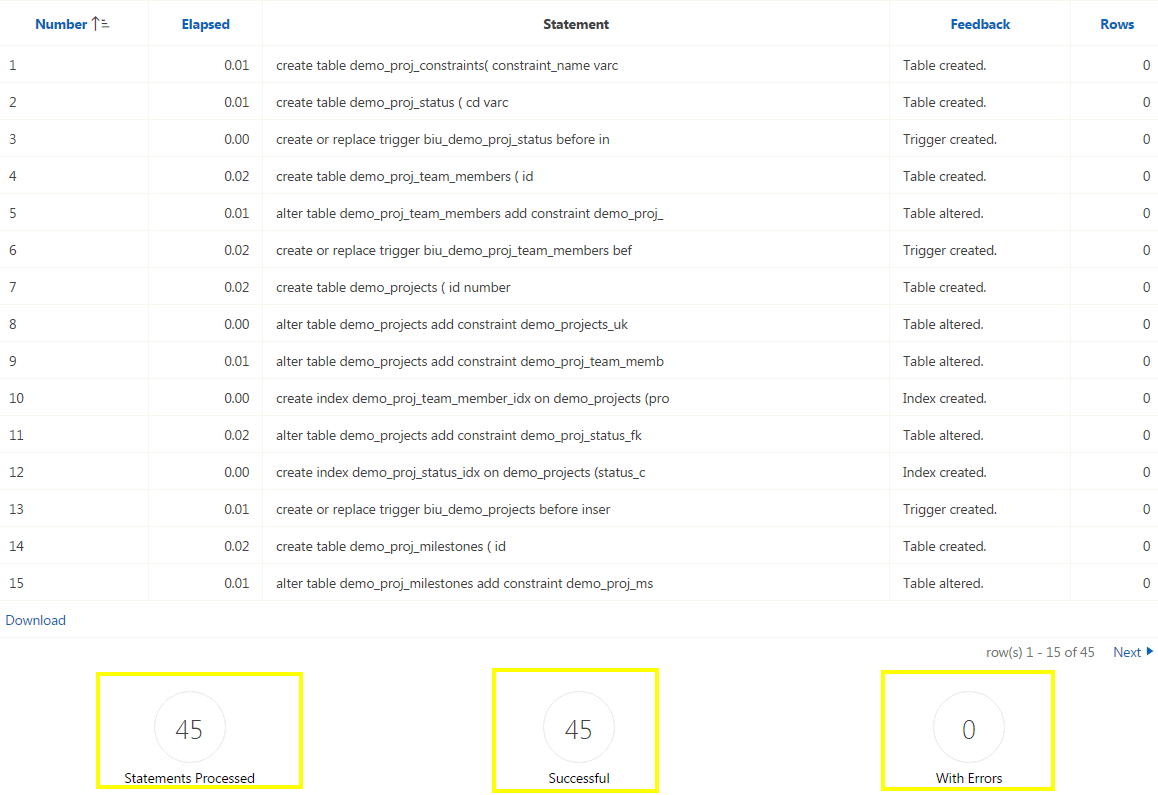 Number Elapsed Statement Feedback Rows
1 0.01 create table demo_proj_constraints( constraint_name varc Table created. 0
2 0.01 create table demo_proj_status ( cd varc Table created. 0
3 0.00 create or replace trigger biu_demo_proj_status before in Trigger created. 0
4 0.02 create table demo_proj_team_members ( id Table created. 0
5 0.01 alter table demo_proj_team_members add constraint demo_proj_ Table altered. 0
6 0.02 create or replace trigger biu_demo_proj_team_members bef Trigger created. 0
7 0.02 create table demo_projects ( id number Table created. 0
8 0.00 alter table demo_projects add constraint demo_projects_uk Table altered. 0
9 0.01 alter table demo_projects add constraint demo_proj_team_memb Table altered. 0
10 0.00 create index demo_proj_team_member_idx on demo_projects (pro Index created. 0
11 0.02 alter table demo_projects add constraint demo_proj_status_fk Table altered. 0
12 0.00 create index demo_proj_status_idx on demo_projects (status_c Index created. 0
13 0.01 create or replace trigger biu_demo_projects before inser Trigger created. 0
14 0.02 create table demo_proj_milestones ( id Table created. 0
15 0.01 alter table demo_proj_milestones add constraint demo_proj_ms Table altered. 0
Download
row(s) 1 - 15 of 45 Next
45 45 0
Statements Processed Successful With Errors